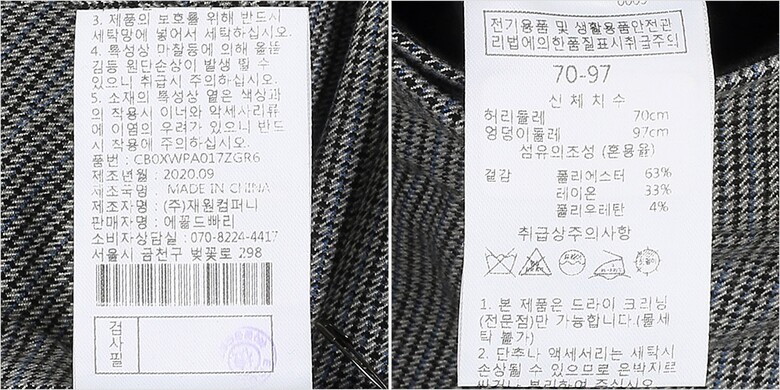 3. 제품의 보호를 위해 반드시
세탁망에 넣어서 세탁하십시오.
4. 특성상 마찰등에 의해 올뜯
김등 원단손상이 발생 될 수
있으니 취급시 주의하십시오.
5. 소재의 특성상 옅은 색상과
의 착용시 이너와 악세사리류
에 이염의 우려가 있으니 반드
시 착용에 주의하십시오.
품번 : CB0XWPA017ZGR6
제조년월 : 2020.09
제조국명 : MADE IN CHINA
제조자명 : (주)재원컴퍼니
판매자명 : 에꼴드빠리
소비자상담실 : 070-8224-4417
서울시 금천구 벚꽃로 298
검사필
전기용품 및 생활용품안전관
리법에의한품질표시취급주의
70-97
신체치수
허리둘레 70cm
엉덩이둘레 97cm
섬유의조성 (혼용율)
겉감 폴리에스터 63%
레이온 33%
폴리우레탄 4%
취급상주의사항
1. 본 제품은 드라이 크리닝
(전문점)만 가능합니다.(물세
탁 불가)
2. 단추나 액세서리는 세탁시
손상될 수 있으므로 은박지로